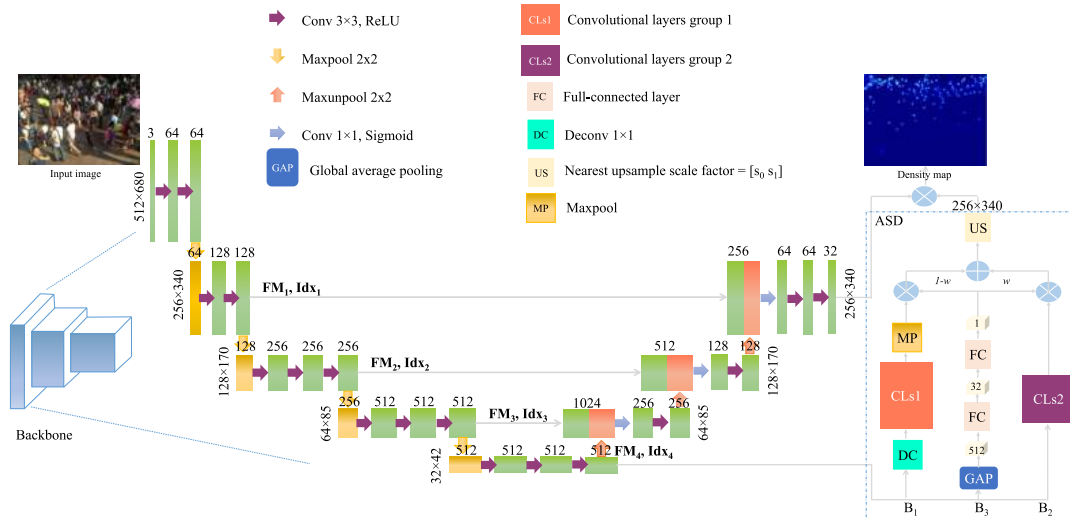 Conv 3×3, ReLU
Maxpool 2x2
Maxunpool 2x2
Conv 1×1, Sigmoid
GAP
Global average pooling
CLs1
Convolutional layers group 1
CLs2
Convolutional layers group 2
FC
Full-connected layer
DC
Deconv 1×1
US
Nearest upsample scale factor = [s₀ s₁]
MP
Maxpool
Input image
Density map
3 64 64
512×680
64 128 128
256×340
FM₁, Idx₁
256
64 64 32
256×340
128 256 256 256
128×170
FM₂, Idx₂
512
128 128
128×170
256 512 512 512
64×85
FM₃, Idx₃
1024
256 256
64×85
512 512 512 512
32×42
FM₄, Idx₄
Backbone
ASD
256×340
US
1-w
w
MP
1
FC
CLs1
32
CLs2
FC
DC
512
GAP
B₁
B₃
B₂